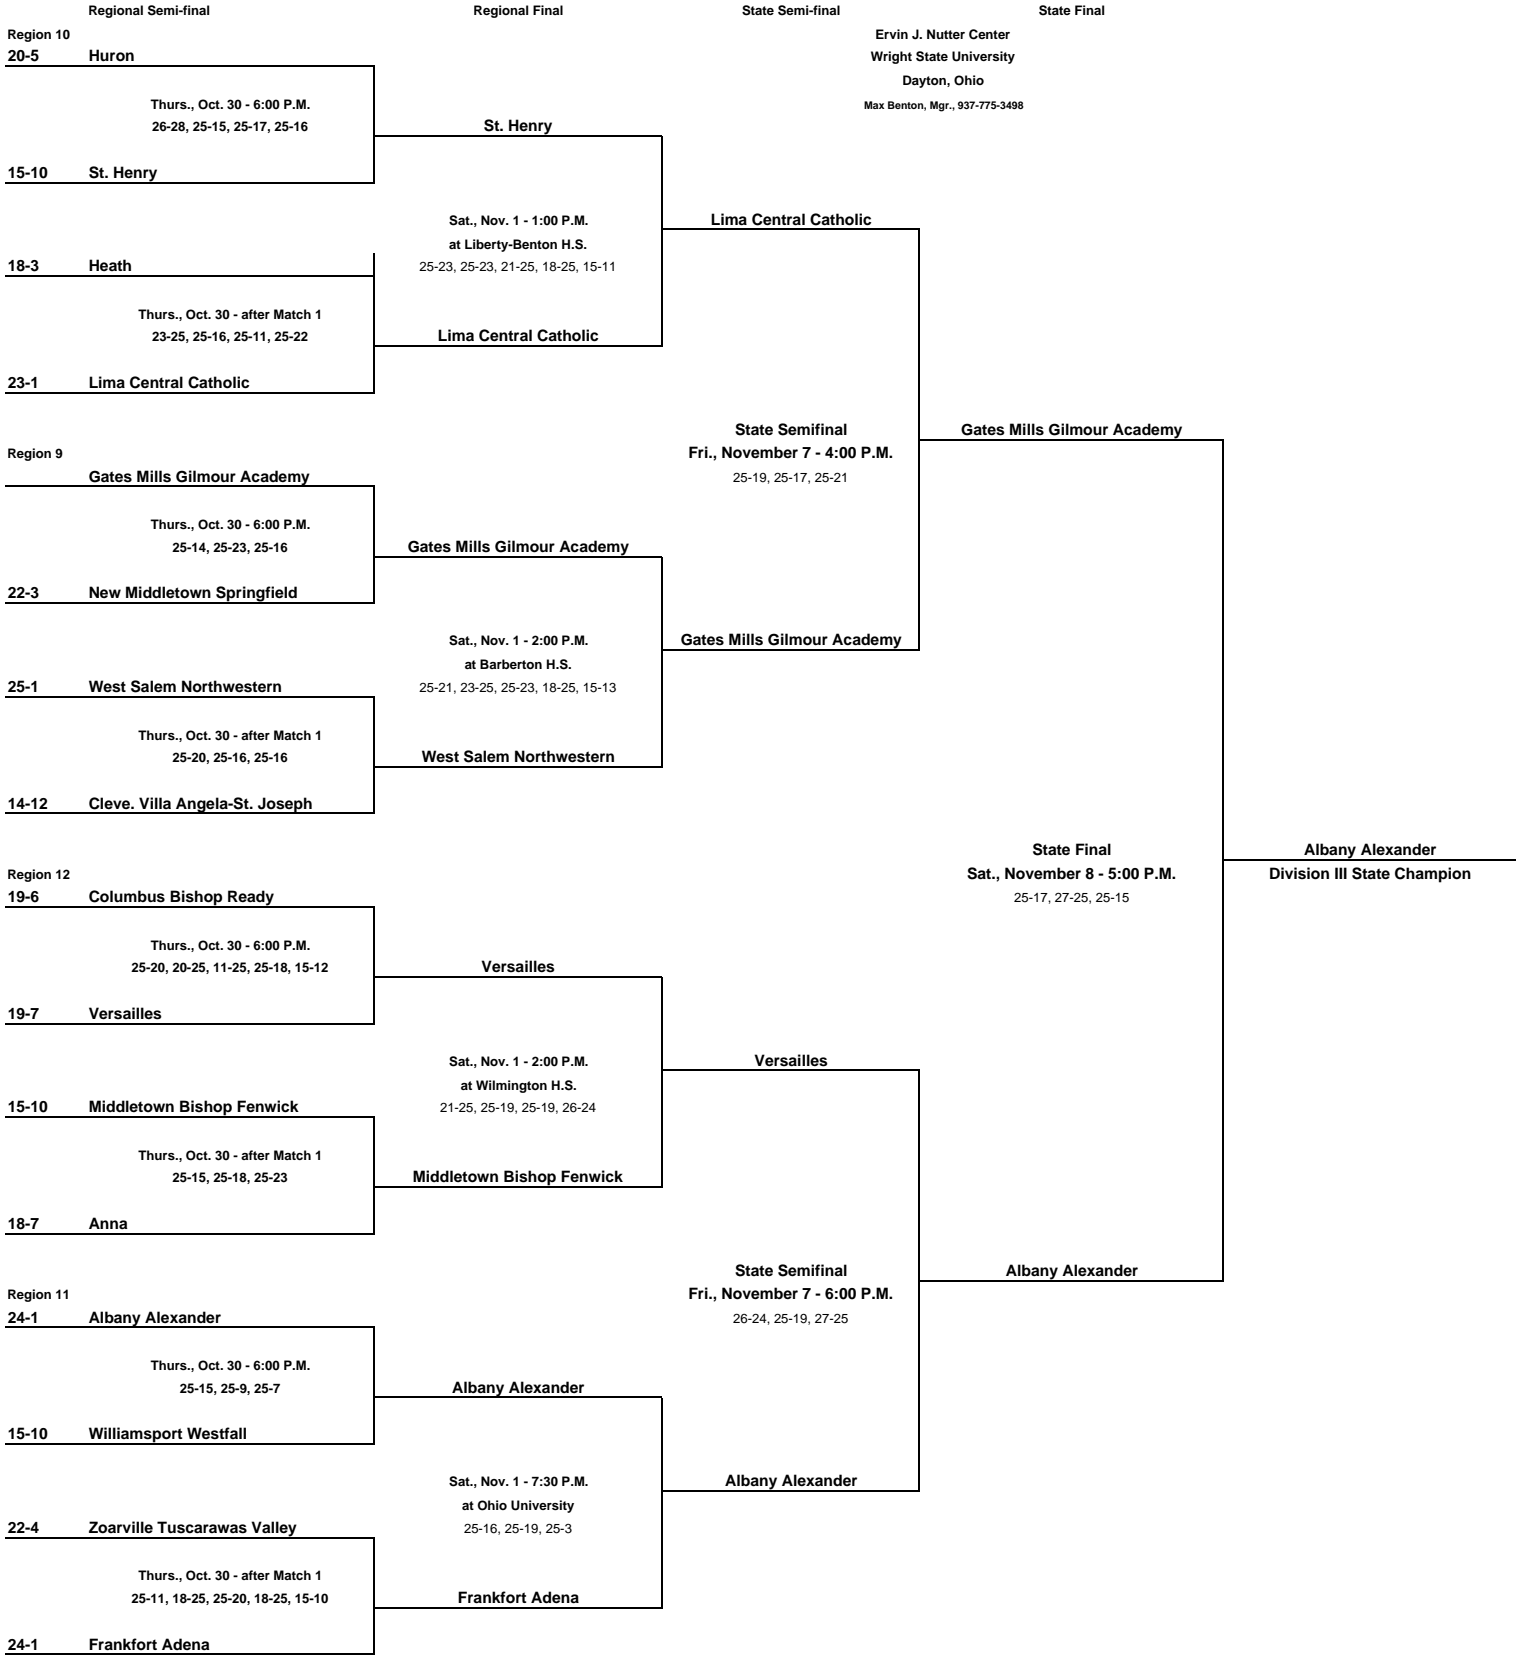 Regional Semi-final Regional Final State Semi-final State Final
Region 10 Ervin J. Nutter Center
20-5 Huron Wright State University
Dayton, Ohio
Thurs., Oct. 30 - 6:00 P.M. Max Benton, Mgr., 937-775-3498
26-28, 25-15, 25-17, 25-16 St. Henry
15-10 St. Henry
Sat., Nov. 1 - 1:00 P.M. Lima Central Catholic
at Liberty-Benton H.S.
18-3 Heath 25-23, 25-23, 21-25, 18-25, 15-11
Thurs., Oct. 30 - after Match 1
23-25, 25-16, 25-11, 25-22 Lima Central Catholic
23-1 Lima Central Catholic
State Semifinal Gates Mills Gilmour Academy
Region 9 Fri., November 7 - 4:00 P.M.
Gates Mills Gilmour Academy 25-19, 25-17, 25-21
Thurs., Oct. 30 - 6:00 P.M.
25-14, 25-23, 25-16 Gates Mills Gilmour Academy
22-3 New Middletown Springfield
Sat., Nov. 1 - 2:00 P.M. Gates Mills Gilmour Academy
at Barberton H.S.
25-1 West Salem Northwestern 25-21, 23-25, 25-23, 18-25, 15-13
Thurs., Oct. 30 - after Match 1
25-20, 25-16, 25-16 West Salem Northwestern
14-12 Cleve. Villa Angela-St. Joseph
State Final Albany Alexander
Region 12 Sat., November 8 - 5:00 P.M. Division III State Champion
19-6 Columbus Bishop Ready 25-17, 27-25, 25-15
Thurs., Oct. 30 - 6:00 P.M.
25-20, 20-25, 11-25, 25-18, 15-12 Versailles
19-7 Versailles
Sat., Nov. 1 - 2:00 P.M. Versailles
at Wilmington H.S.
15-10 Middletown Bishop Fenwick 21-25, 25-19, 25-19, 26-24
Thurs., Oct. 30 - after Match 1
25-15, 25-18, 25-23 Middletown Bishop Fenwick
18-7 Anna
State Semifinal Albany Alexander
Region 11 Fri., November 7 - 6:00 P.M.
24-1 Albany Alexander 26-24, 25-19, 27-25
Thurs., Oct. 30 - 6:00 P.M.
25-15, 25-9, 25-7 Albany Alexander
15-10 Williamsport Westfall
Sat., Nov. 1 - 7:30 P.M. Albany Alexander
at Ohio University
22-4 Zoarville Tuscarawas Valley 25-16, 25-19, 25-3
Thurs., Oct. 30 - after Match 1
25-11, 18-25, 25-20, 18-25, 15-10 Frankfort Adena
24-1 Frankfort Adena